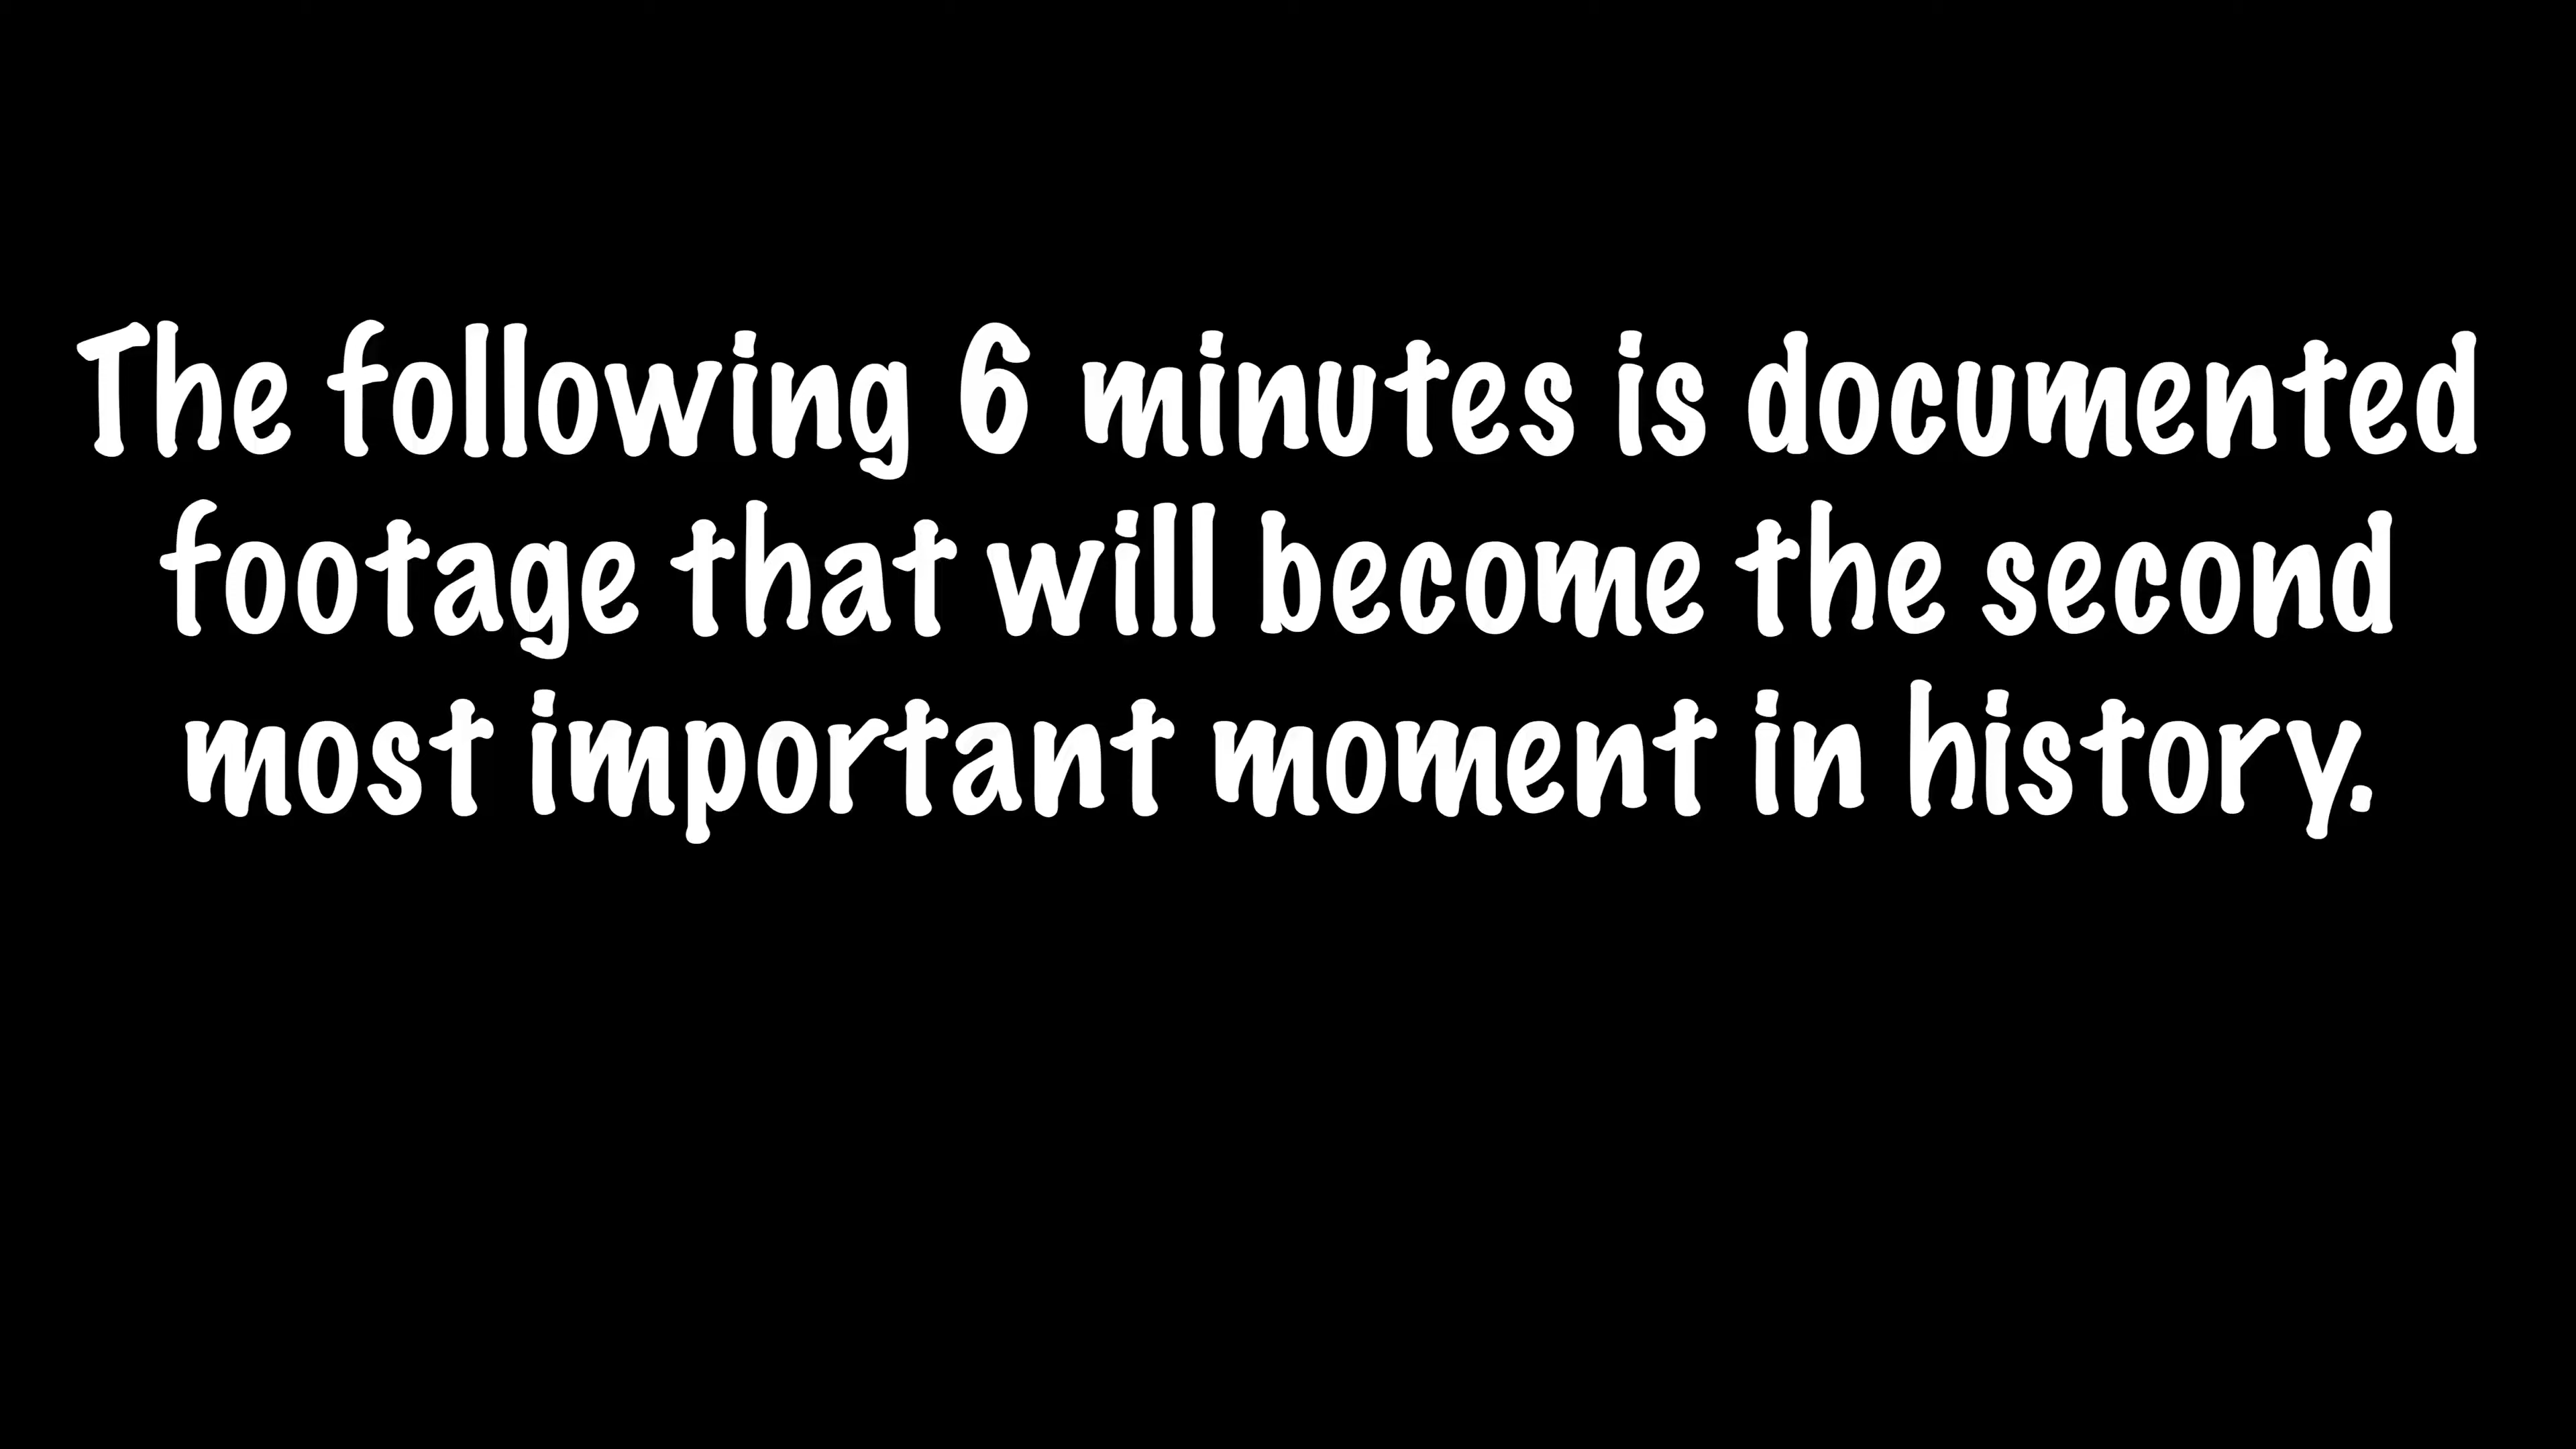 The following 6 minutes is documented
footage that will become the second
most important moment in history.